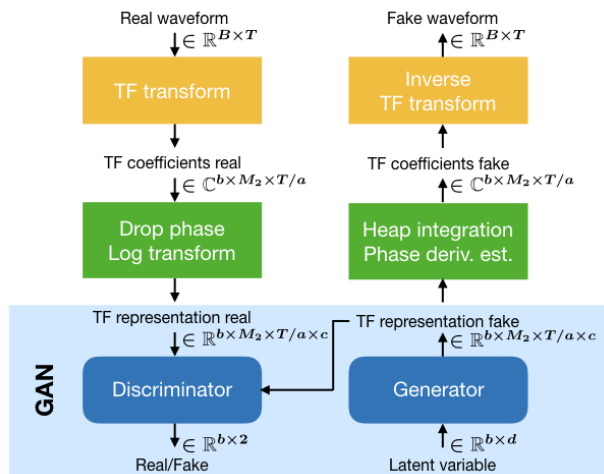 Real waveform
∈ ℝ^{B×T}
TF transform
TF coefficients real
∈ ℂ^{b×M₂×T/a}
Drop phase
Log transform
TF representation real
∈ ℝ^{b×M₂×T/a×c}
Discriminator
∈ ℝ^{b×2}
Real/Fake
Fake waveform
∈ ℝ^{B×T}
Inverse
TF transform
TF coefficients fake
∈ ℂ^{b×M₂×T/a}
Heap integration
Phase deriv. est.
TF representation fake
∈ ℝ^{b×M₂×T/a×c}
Generator
∈ ℝ^{b×d}
Latent variable
GAN